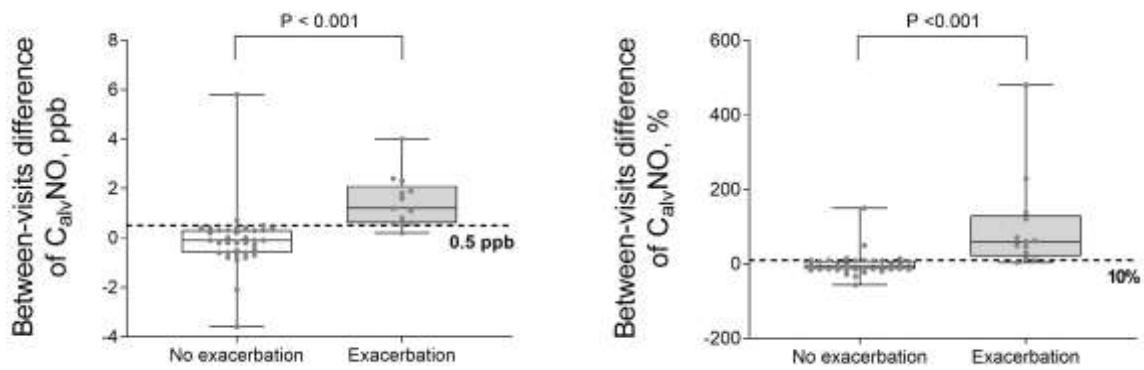 P < 0.001
Between-visits difference
of CalvNO, ppb
8
6
4
2
0
-2
-4
0.5 ppb
No exacerbation Exacerbation
P <0.001
Between-visits difference
of CalvNO, %
600
400
200
0
-200
10%
No exacerbation Exacerbation